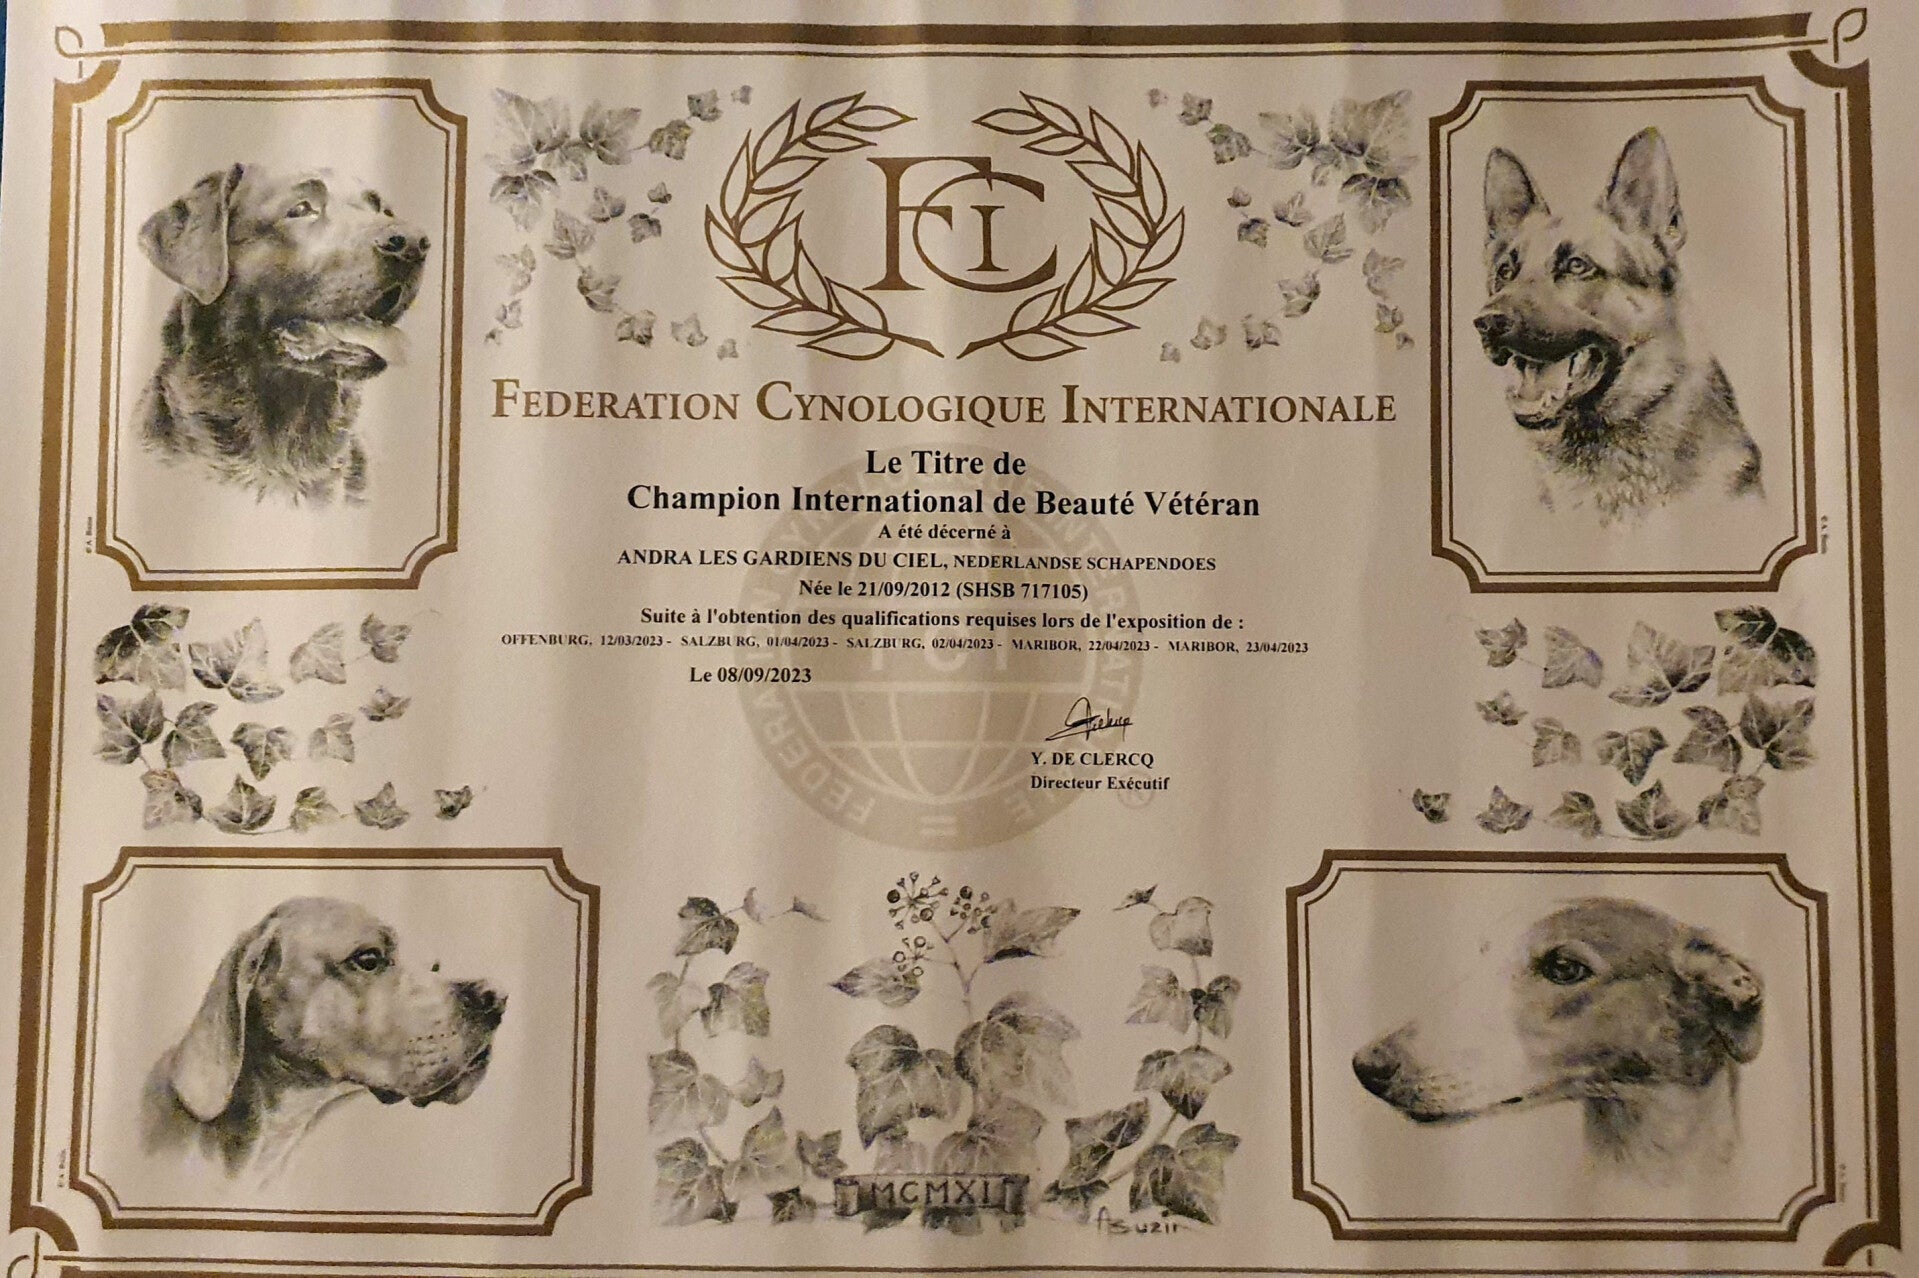 FCI
FEDERATION CYNOLOGIQUE INTERNATIONALE
Le Titre de
Champion International de Beauté Vétéran
A été décerné à
ANDRA LES GARDIENS DU CIEL, NEDERLANDSE SCHAPENDOES
Née le 21/09/2012 (SHSB 717105)
Suite à l'obtention des qualifications requises lors de l'exposition de :
OFFENBURG, 12/03/2023 - SALZBURG, 01/04/2023 - SALZBURG, 02/04/2023 - MARIBOR, 22/04/2023 - MARIBOR, 23/04/2023
Le 08/09/2023
Y. DE CLERCQ
Directeur Exécutif
MCMXI